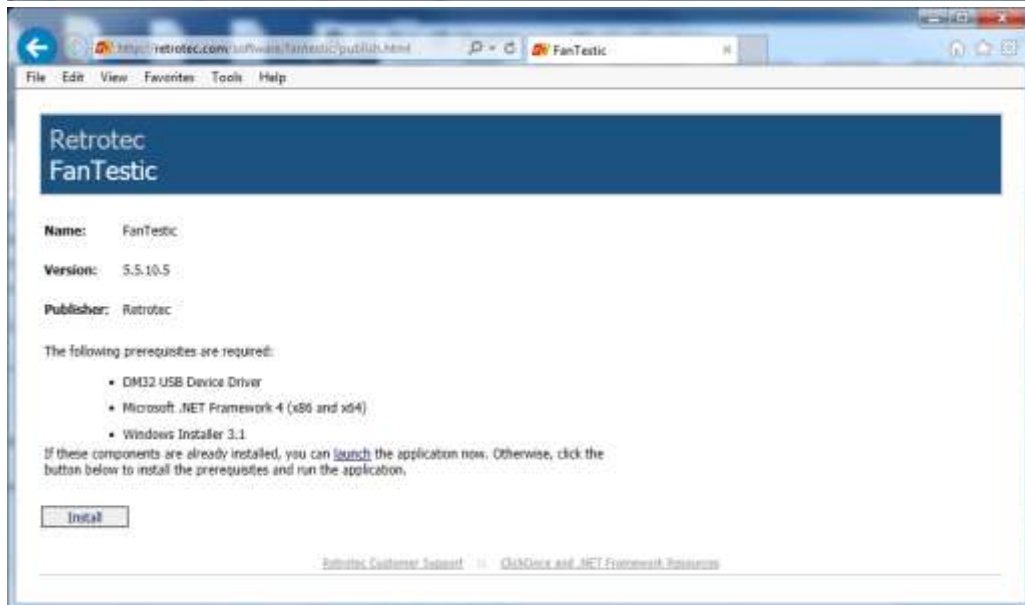 http://retrotec.com/software/fantestic/publish.html
FanTestic
File Edit View Favorites Tools Help
Retrotec
FanTestic
Name: FanTestic
Version: 5.5.10.5
Publisher: Retrotec
The following prerequisites are required:
• DM32 USB Device Driver
• Microsoft .NET Framework 4 (x86 and x64)
• Windows Installer 3.1
If these components are already installed, you can launch the application now. Otherwise, click the
button below to install the prerequisites and run the application.
Install
Retrotec Customer Support :: ClickOnce and .NET Framework Resources